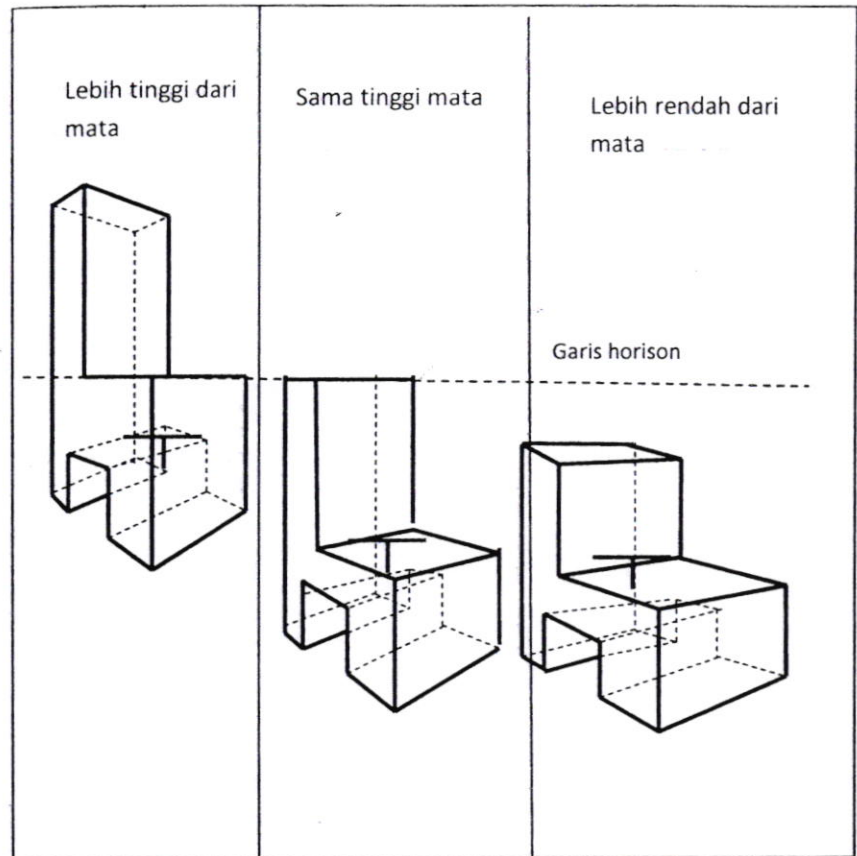 Lebih tinggi dari
mata
Sama tinggi mata
Lebih rendah dari
mata
Garis horison